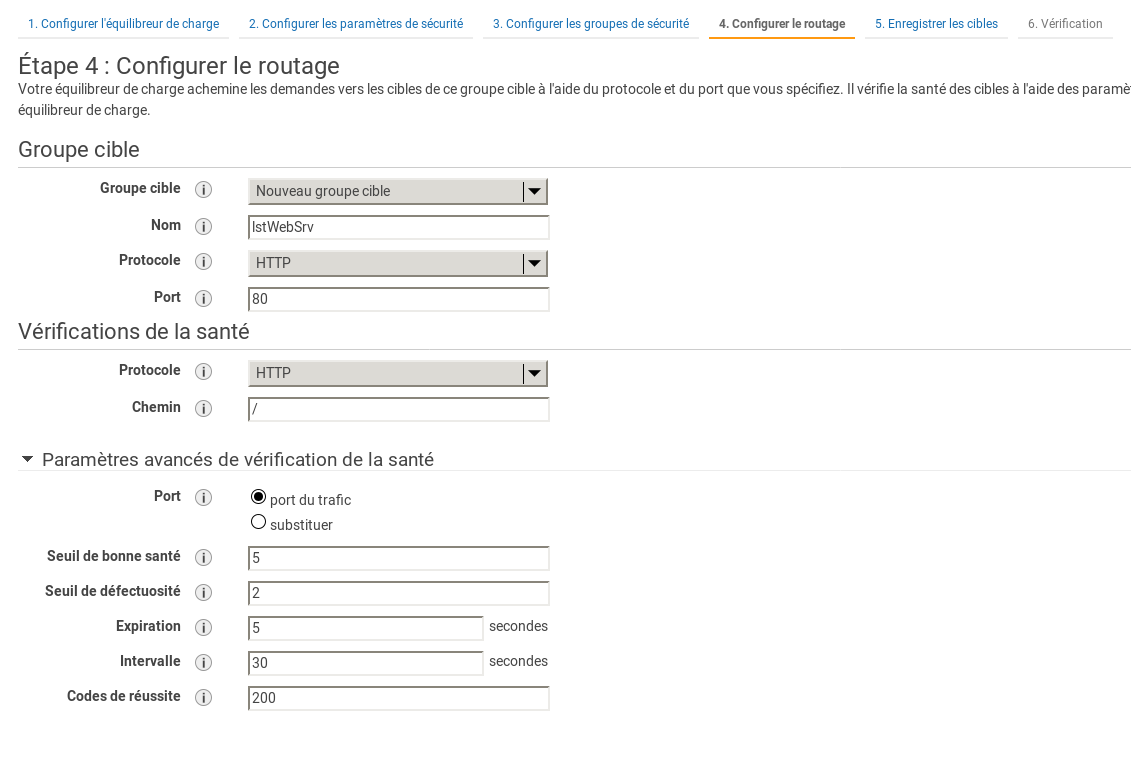 1. Configurer l'équilibreur de charge 2. Configurer les paramètres de sécurité 3. Configurer les groupes de sécurité 4. Configurer le routage 5. Enregistrer les cibles 6. Vérification
Étape 4 : Configurer le routage
Votre équilibreur de charge achemine les demandes vers les cibles de ce groupe cible à l'aide du protocole et du port que vous spécifiez. Il vérifie la santé des cibles à l'aide des
équilibreur de charge.
Groupe cible
Groupe cible i Nouveau groupe cible
Nom i lstWebSrv
Protocole i HTTP
Port i 80
Vérifications de la santé
Protocole i HTTP
Chemin i /
Paramètres avancés de vérification de la santé
Port i port du trafic
substituer
Seuil de bonne santé i 5
Seuil de défectuosité i 2
Expiration i 5 secondes
Intervalle i 30 secondes
Codes de réussite i 200